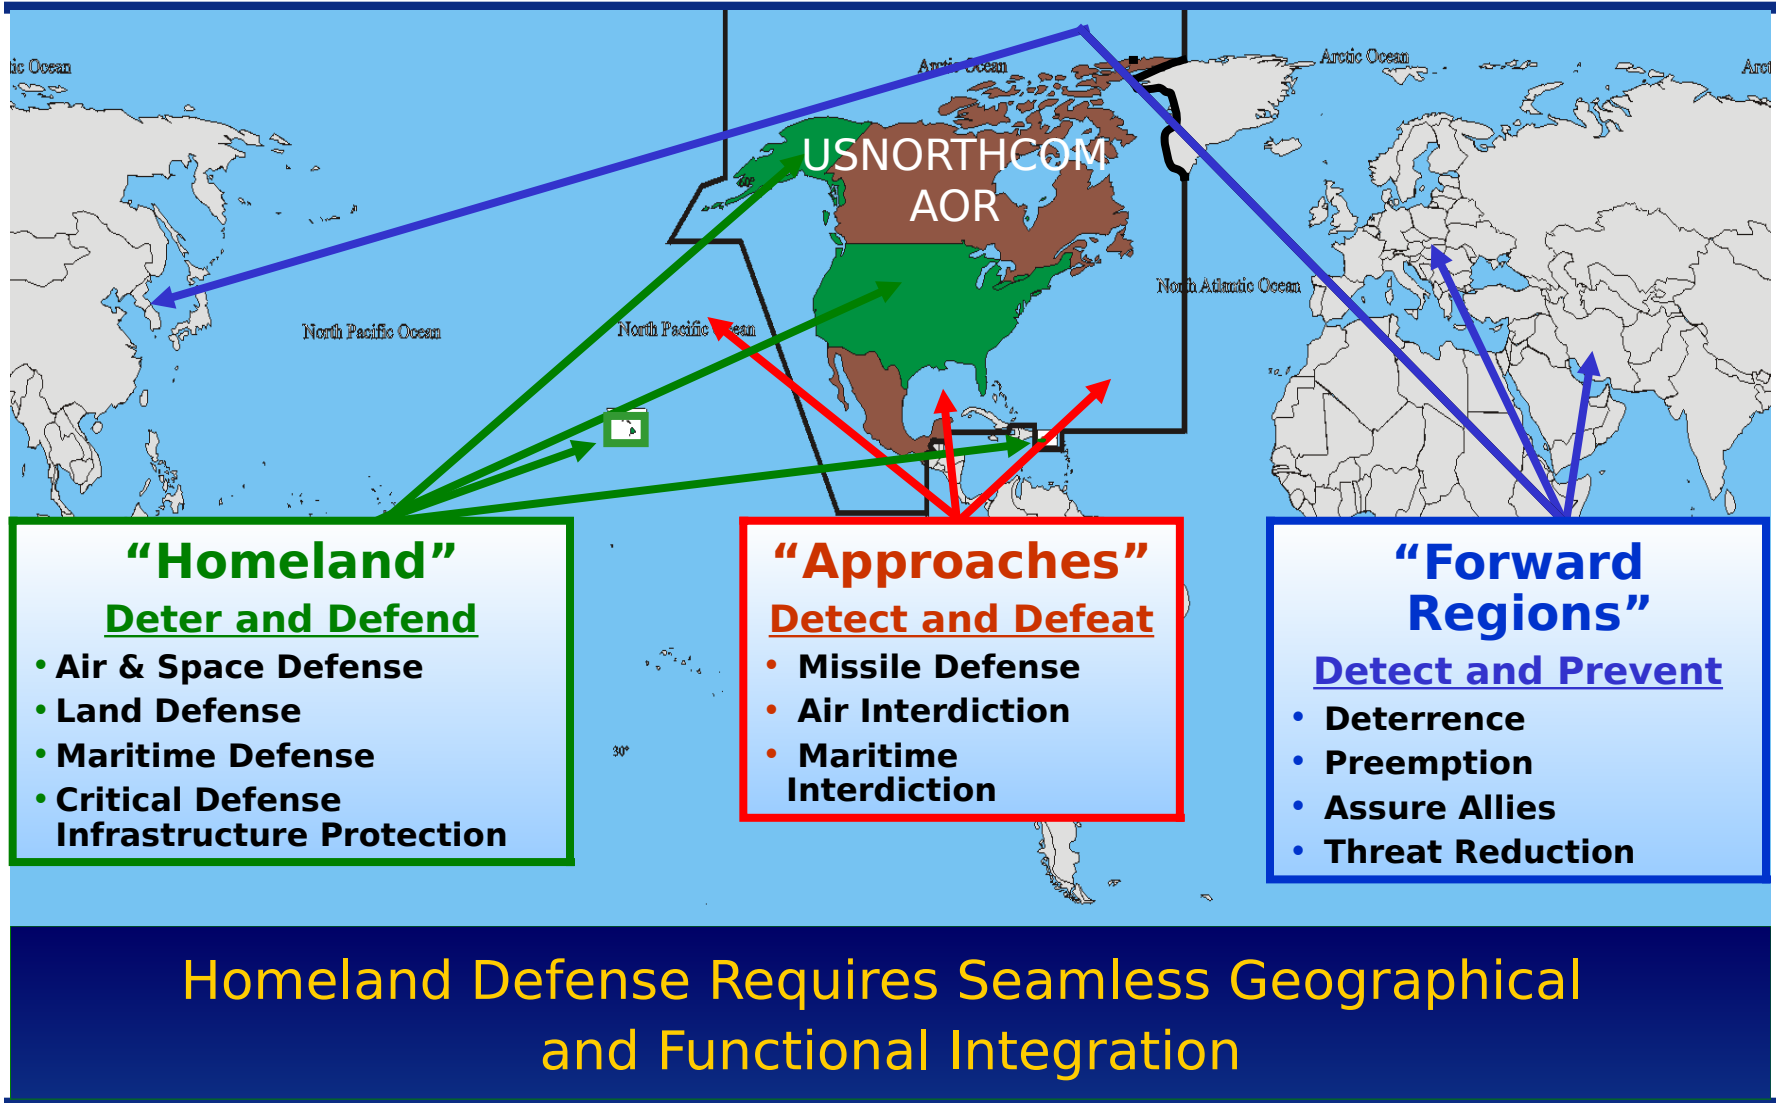 tic Ocean
Arctic Ocean
Arctic Ocean
Arct
USNORTHCOM
AOR
North Atlantic Ocean
North Pacific Ocean
North Pacific Ocean
“Homeland”
Deter and Defend
• Air & Space Defense
• Land Defense
• Maritime Defense
• Critical Defense
Infrastructure Protection
“Approaches”
Detect and Defeat
• Missile Defense
• Air Interdiction
• Maritime
Interdiction
“Forward
Regions”
Detect and Prevent
• Deterrence
• Preemption
• Assure Allies
• Threat Reduction
30°
Homeland Defense Requires Seamless Geographical
and Functional Integration